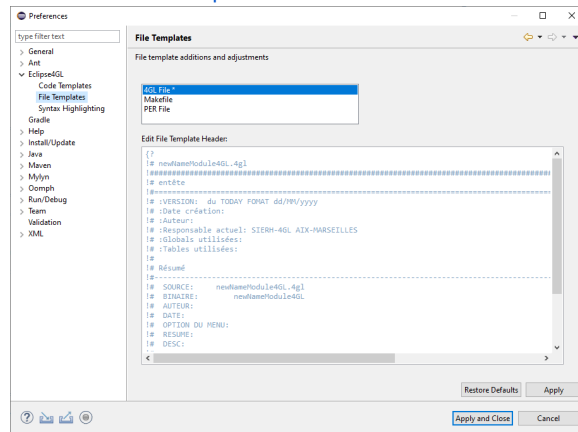 Preferences
type filter text
File Templates
General
Ant
Eclipse4GL
Code Templates
File Templates
Syntax Highlighting
Gradle
Help
Install/Update
Java
Maven
Mylyn
Oomph
Run/Debug
Team
Validation
XML
File template additions and adjustments
4GL File *
Makefile
PER File
Edit File Template Header:
{?
!# newNameModule4GL.4gl
!##############################################################################
!# entête
!#=============================================================================
!# :VERSION:  du TODAY FOMAT dd/MM/yyyy
!# :Date création:
!# :Auteur:
!# :Responsable actuel: SIERH-4GL AIX-MARSEILLES
!# :Globals utilisées:
!# :Tables utilisées:
!#
!# Résumé
!#-----------------------------------------------------------------------------
!#  SOURCE:    newNameModule4GL.4gl
!#  BINAIRE:       newNameModule4GL
!#  AUTEUR:
!#  DATE:
!#  OPTION DU MENU:
!#  RESUME:
!#  DESC:
Restore Defaults
Apply
Apply and Close
Cancel